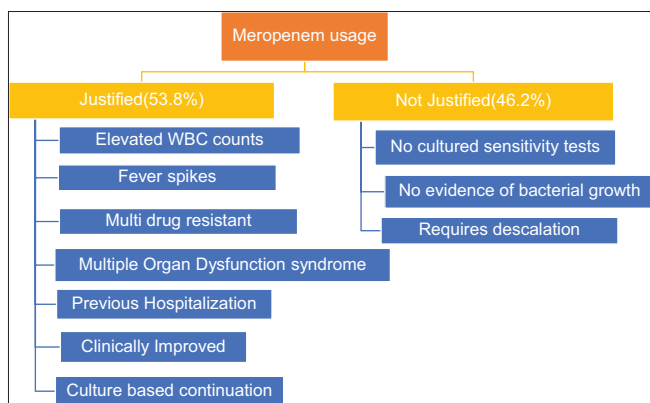 Meropenem usage
Justified(53.8%)
Not Justified(46.2%)
Elevated WBC counts
Fever spikes
Multi drug resistant
Multiple Organ Dysfunction syndrome
Previous Hospitalization
Clinically Improved
Culture based continuation
No cultured sensitivity tests
No evidence of bacterial growth
Requires descalation